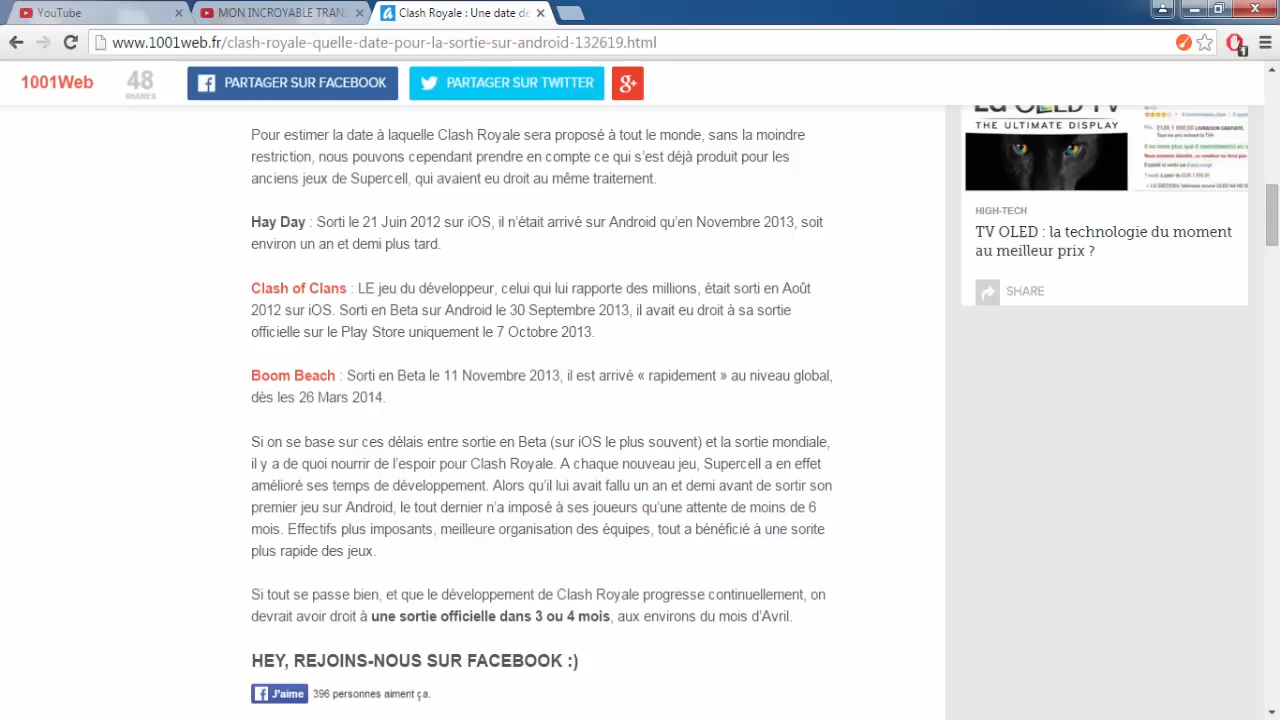 YouTube
MON INCROYABLE TRAN
Clash Royale : Une date de
www.1001web.fr/clash-royale-quelle-date-pour-la-sortie-sur-android-132619.html
1
1001Web
48
SHARES
PARTAGER SUR FACEBOOK
PARTAGER SUR TWITTER
g+
Pour estimer la date à laquelle Clash Royale sera proposé à tout le monde, sans la moindre
restriction, nous pouvons cependant prendre en compte ce qui s'est déjà produit pour les
anciens jeux de Supercell, qui ont eu droit au même traitement.
Hay Day : Sorti le 21 Juin 2012 sur iOS, il n'était arrivé sur Android qu'en Novembre 2013, soit
environ un an et demi plus tard.
Clash of Clans : LE jeu du développeur, celui qui lui rapporte des millions, était sorti en Août
2012 sur iOS. Sorti en Beta sur Android le 30 Septembre 2013, il avait eu droit à sa sortie
officielle sur le Play Store uniquement le 7 Octobre 2013.
Boom Beach : Sorti en Beta le 11 Novembre 2013, il est arrivé « rapidement » au niveau global,
dès les 26 Mars 2014.
Si on se base sur ces délais entre sortie en Beta (sur iOS le plus souvent) et la sortie mondiale,
il y a de quoi nourrir de l'espoir pour Clash Royale. A chaque nouveau jeu, Supercell a en effet
amélioré ses temps de développement. Alors qu'il lui avait fallu un an et demi avant de sortir son
premier jeu sur Android, le tout dernier n'a imposé à ses joueurs qu'une attente de moins de 6
mois. Effectifs plus imposants, meilleure organisation des équipes, tout a bénéficié à une sorite
plus rapide des jeux.
Si tout se passe bien, et que le développement de Clash Royale progresse continuellement, on
devrait avoir droit à une sortie officielle dans 3 ou 4 mois, aux environs du mois d'Avril.
HEY, REJOINS-NOUS SUR FACEBOOK :)
J'aime
396 personnes aiment ça.
LG OLED TV
THE ULTIMATE DISPLAY
HIGH-TECH
TV OLED : la technologie du moment
au meilleur prix ?
SHARE